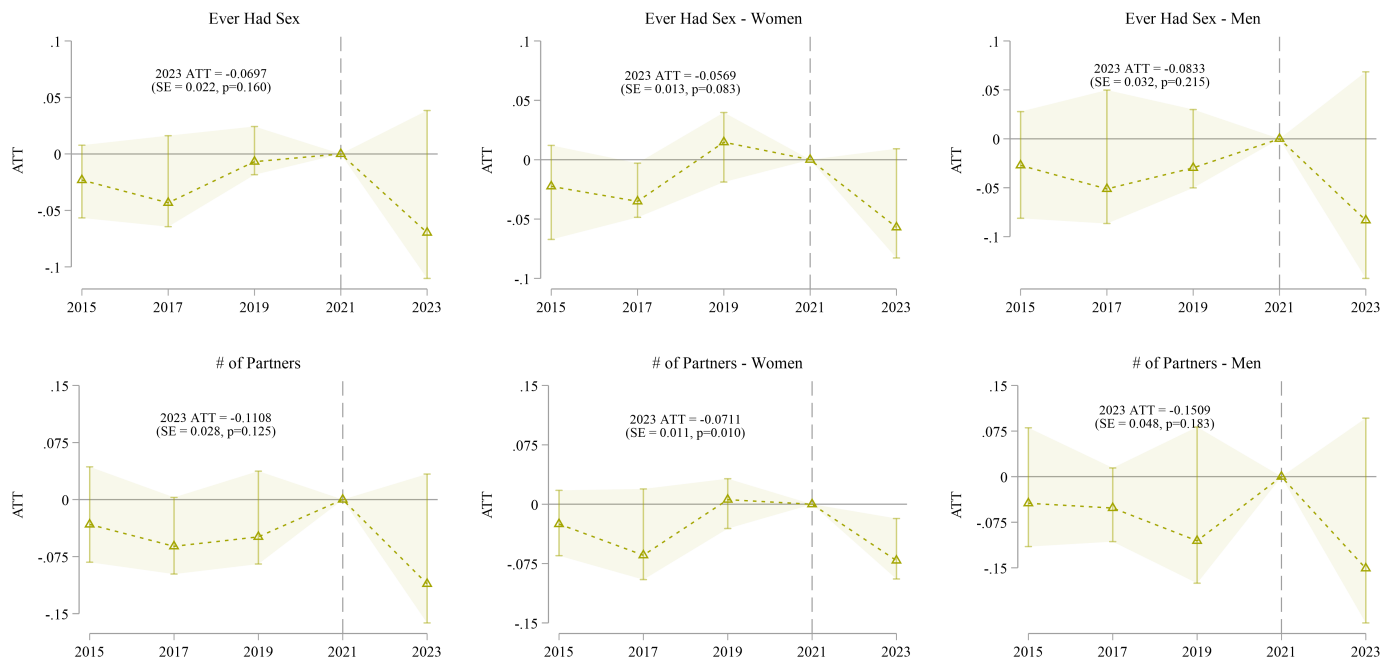 Ever Had Sex
.1
.05
0
-.05
-.1
ATT
2023 ATT = -0.0697
(SE = 0.022, p=0.160)
2015 2017 2019 2021 2023
Ever Had Sex - Women
.1
.05
0
-.05
-.1
ATT
2023 ATT = -0.0569
(SE = 0.013, p=0.083)
2015 2017 2019 2021 2023
Ever Had Sex - Men
.1
.05
0
-.05
-.1
ATT
2023 ATT = -0.0833
(SE = 0.032, p=0.215)
2015 2017 2019 2021 2023
# of Partners
.15
.075
0
-.075
-.15
ATT
2023 ATT = -0.1108
(SE = 0.028, p=0.125)
2015 2017 2019 2021 2023
# of Partners - Women
.15
.075
0
-.075
-.15
ATT
2023 ATT = -0.0711
(SE = 0.011, p=0.010)
2015 2017 2019 2021 2023
# of Partners - Men
.15
.075
0
-.075
-.15
ATT
2023 ATT = -0.1509
(SE = 0.048, p=0.183)
2015 2017 2019 2021 2023